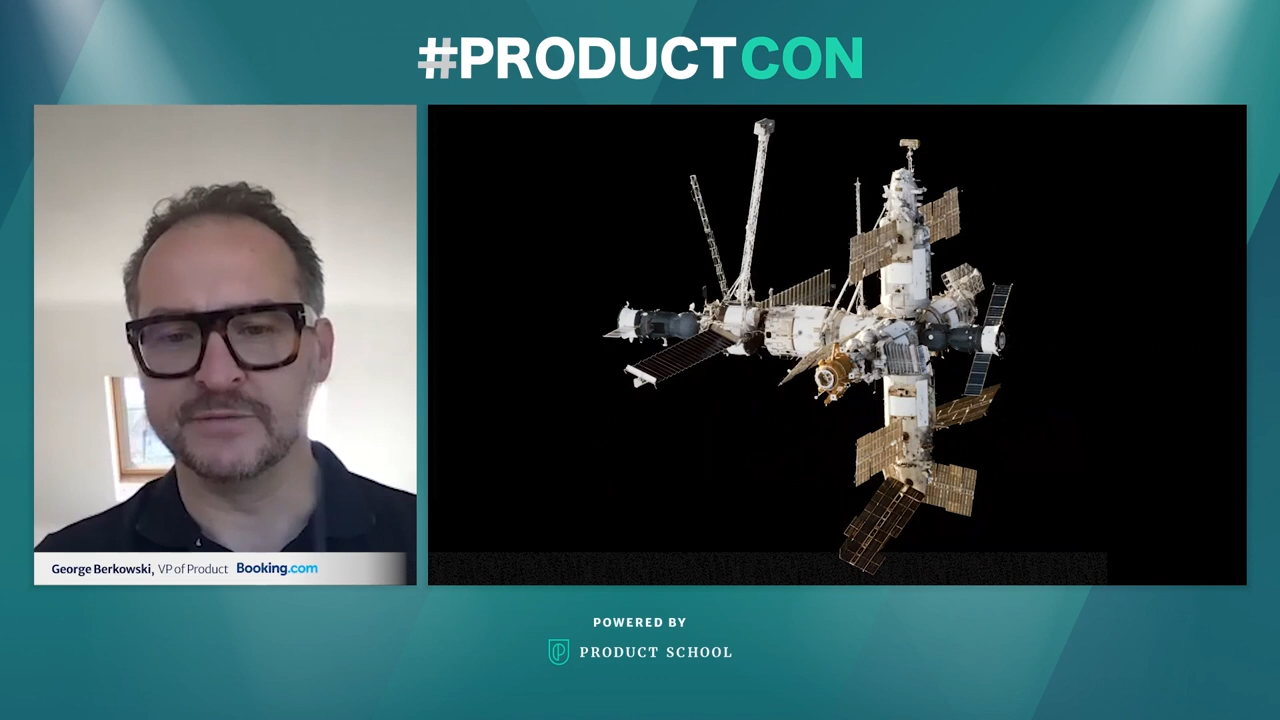 #PRODUCTCON
George Berkowski, VP of Product Booking.com
POWERED BY
PRODUCT SCHOOL